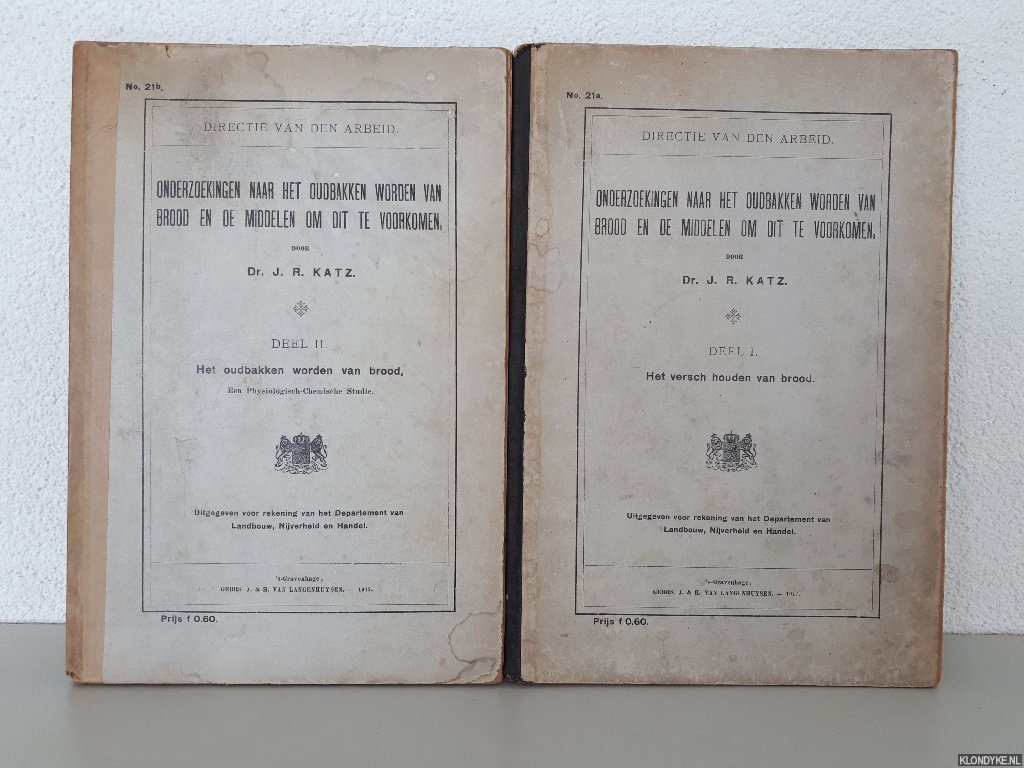 No. 21b.
DIRECTIE VAN DEN ARBEID.
ONDERZOEKINGEN NAAR HET OUDBAKKEN WORDEN VAN
BROOD EN DE MIDDELEN OM DIT TE VOORKOMEN,
DOOR
Dr. J. R. KATZ.
DEEL II.
Het oudbakken worden van brood,
Een Physiologisch-Chemische Studie.
Uitgegeven voor rekening van het Departement van
Landbouw, Nijverheid en Handel.
's-Gravenhage,
GEBRS. J. & H. VAN LANGENHUYSEN. —
Prijs f 0.60.
No. 21a.
DIRECTIE VAN DEN ARBEID.
ONDERZOEKINGEN NAAR HET OUDBAKKEN WORDEN VAN
BROOD EN DE MIDDELEN OM DIT TE VOORKOMEN,
DOOR
Dr. J. R. KATZ.
DEEL I.
Het versch houden van brood.
Uitgegeven voor rekening van het Departement van
Landbouw, Nijverheid en Handel.
's-Gravenhage,
GEBRS. J. & H. VAN LANGENHUYSEN. — 1917.
Prijs f 0.60.
KLONDYKE.NL